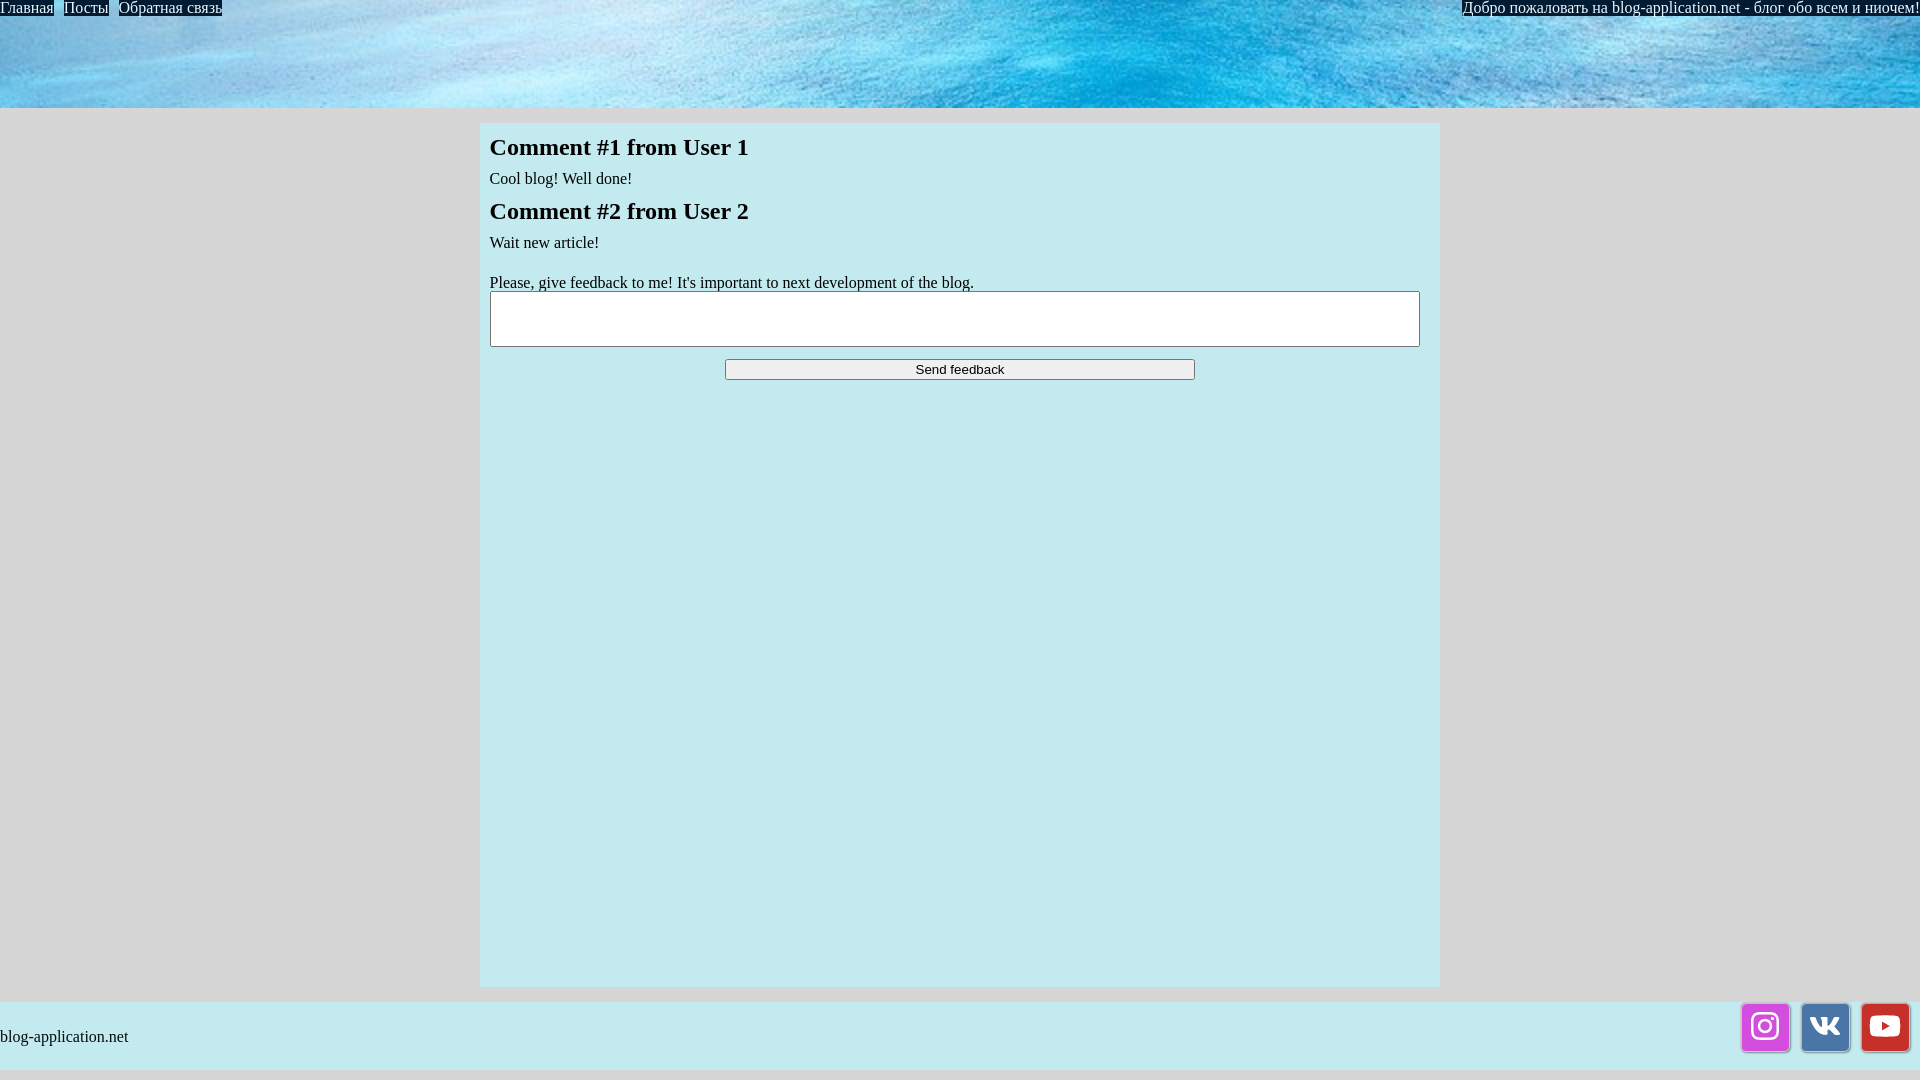 Главная Посты Обратная связь
Добро пожаловать на blog-application.net - блог обо всем и ниочем!
Comment #1 from User 1
Cool blog! Well done!
Comment #2 from User 2
Wait new article!
Please, give feedback to me! It's important to next development of the blog.
Send feedback
blog-application.net